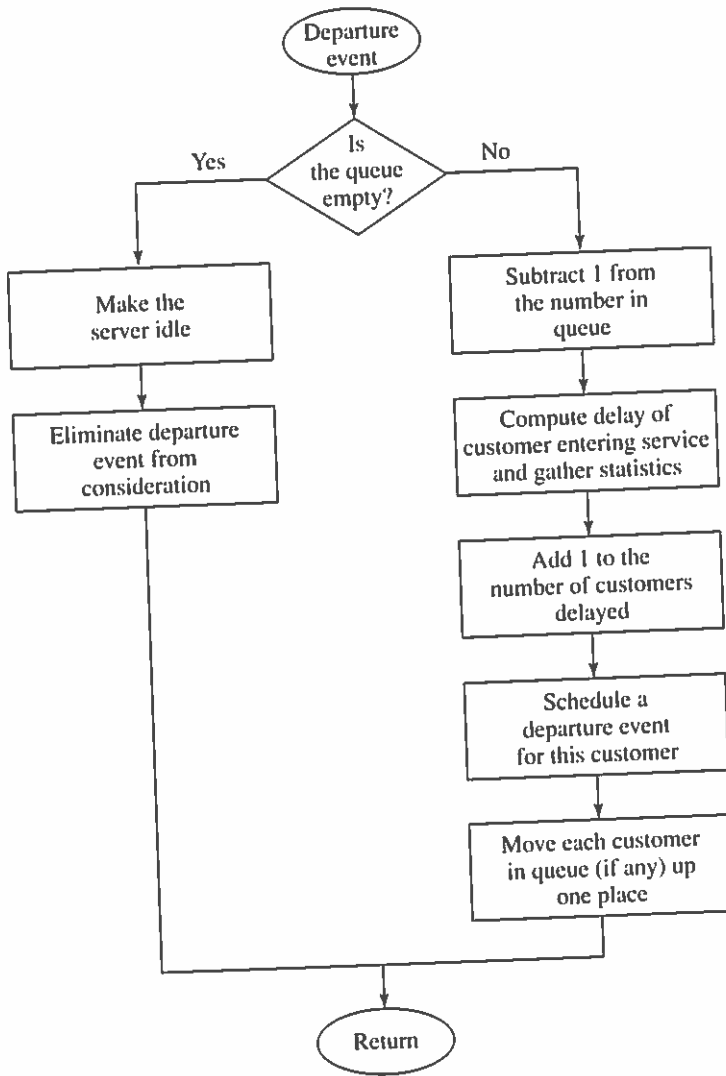 Departure
event
Is
the queue
empty?
Yes
No
Make the
server idle
Eliminate departure
event from
consideration
Subtract 1 from
the number in
queue
Compute delay of
customer entering service
and gather statistics
Add 1 to the
number of customers
delayed
Schedule a
departure event
for this customer
Move each customer
in queue (if any) up
one place
Return